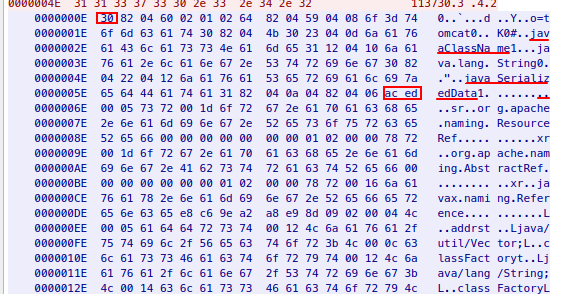 0000004E 31 31 33 37 33 30 2e 33 2e 34 2e 32 113730.3 .4.2
0000000E 30 82 04 60 02 01 02 64 82 04 59 04 08 6f 3d 74 0..`...d ..Y..o=t
0000001E 6f 6d 63 61 74 30 82 04 4b 30 23 04 0d 6a 61 76 omcat0.. K0#..jav
0000002E 61 43 6c 61 73 73 4e 61 6d 65 31 12 04 10 6a 61 aClassNa me1...ja
0000003E 76 61 2e 6c 61 6e 67 2e 53 74 72 69 6e 67 30 82 va.lang. String0.
0000004E 04 22 04 12 6a 61 76 61 53 65 72 69 61 6c 69 7a ."..java Serializ
0000005E 65 64 44 61 74 61 31 82 04 0a 04 82 04 06 ac ed edData1. ........
0000006E 00 05 73 72 00 1d 6f 72 67 2e 61 70 61 63 68 65 ..sr..or g.apache
0000007E 2e 6e 61 6d 69 6e 67 2e 52 65 73 6f 75 72 63 65 .naming. Resource
0000008E 52 65 66 00 00 00 00 00 00 00 01 02 00 00 78 72 Ref..... ......xr
0000009E 00 1d 6f 72 67 2e 61 70 61 63 68 65 2e 6e 61 6d ..org.ap ache.nam
000000AE 69 6e 67 2e 41 62 73 74 72 61 63 74 52 65 66 00 ing.Abst ractRef.
000000BE 00 00 00 00 00 00 01 02 00 00 78 72 00 16 6a 61 ........ ..xr..ja
000000CE 76 61 78 2e 6e 61 6d 69 6e 67 2e 52 65 66 65 72 vax.nami ng.Refer
000000DE 65 6e 63 65 e8 c6 9e a2 a8 e9 8d 09 02 00 04 4c ence.... .......L
000000EE 00 05 61 64 64 72 73 74 00 12 4c 6a 61 76 61 2f ..addrst ..Ljava/
000000FE 75 74 69 6c 2f 56 65 63 74 6f 72 3b 4c 00 0c 63 util/Vec tor;L..c
0000010E 6c 61 73 73 46 61 63 74 6f 72 79 74 00 12 4c 6a lassFact oryt..Lj
0000011E 61 76 61 2f 6c 61 6e 67 2f 53 74 72 69 6e 67 3b ava/lang /String;
0000012E 4c 00 14 63 6c 61 73 73 46 61 63 74 6f 72 79 4c L..class FactoryL